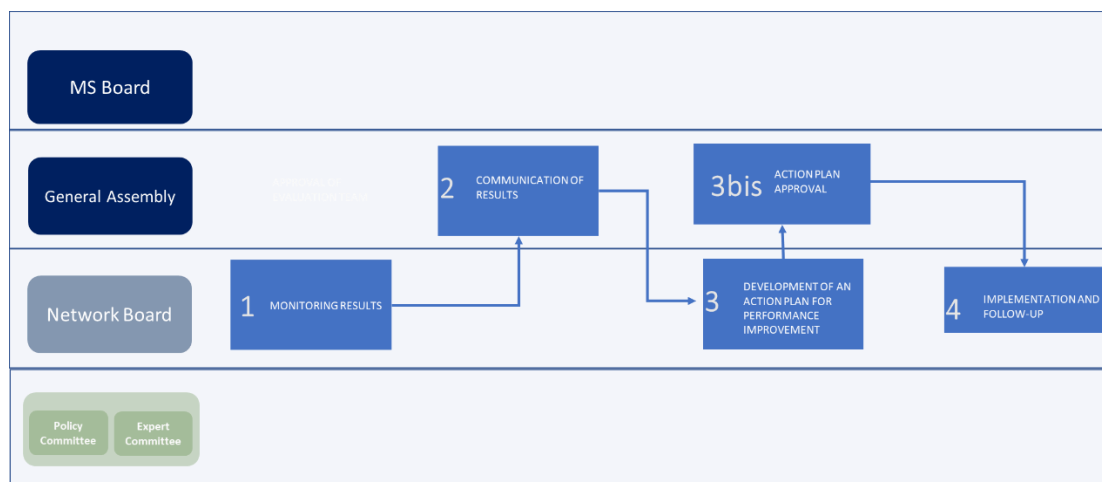 MS Board
General Assembly
2
COMMUNICATION OF
RESULTS
3bis
ACTION PLAN
APPROVAL
Network Board
1
MONITORING RESULTS
3
DEVELOPMENT OF AN
ACTION PLAN FOR
PERFORMANCE
IMPROVEMENT
4
IMPLEMENTATION AND
FOLLOW-UP
Policy
Committee
Expert
Committee